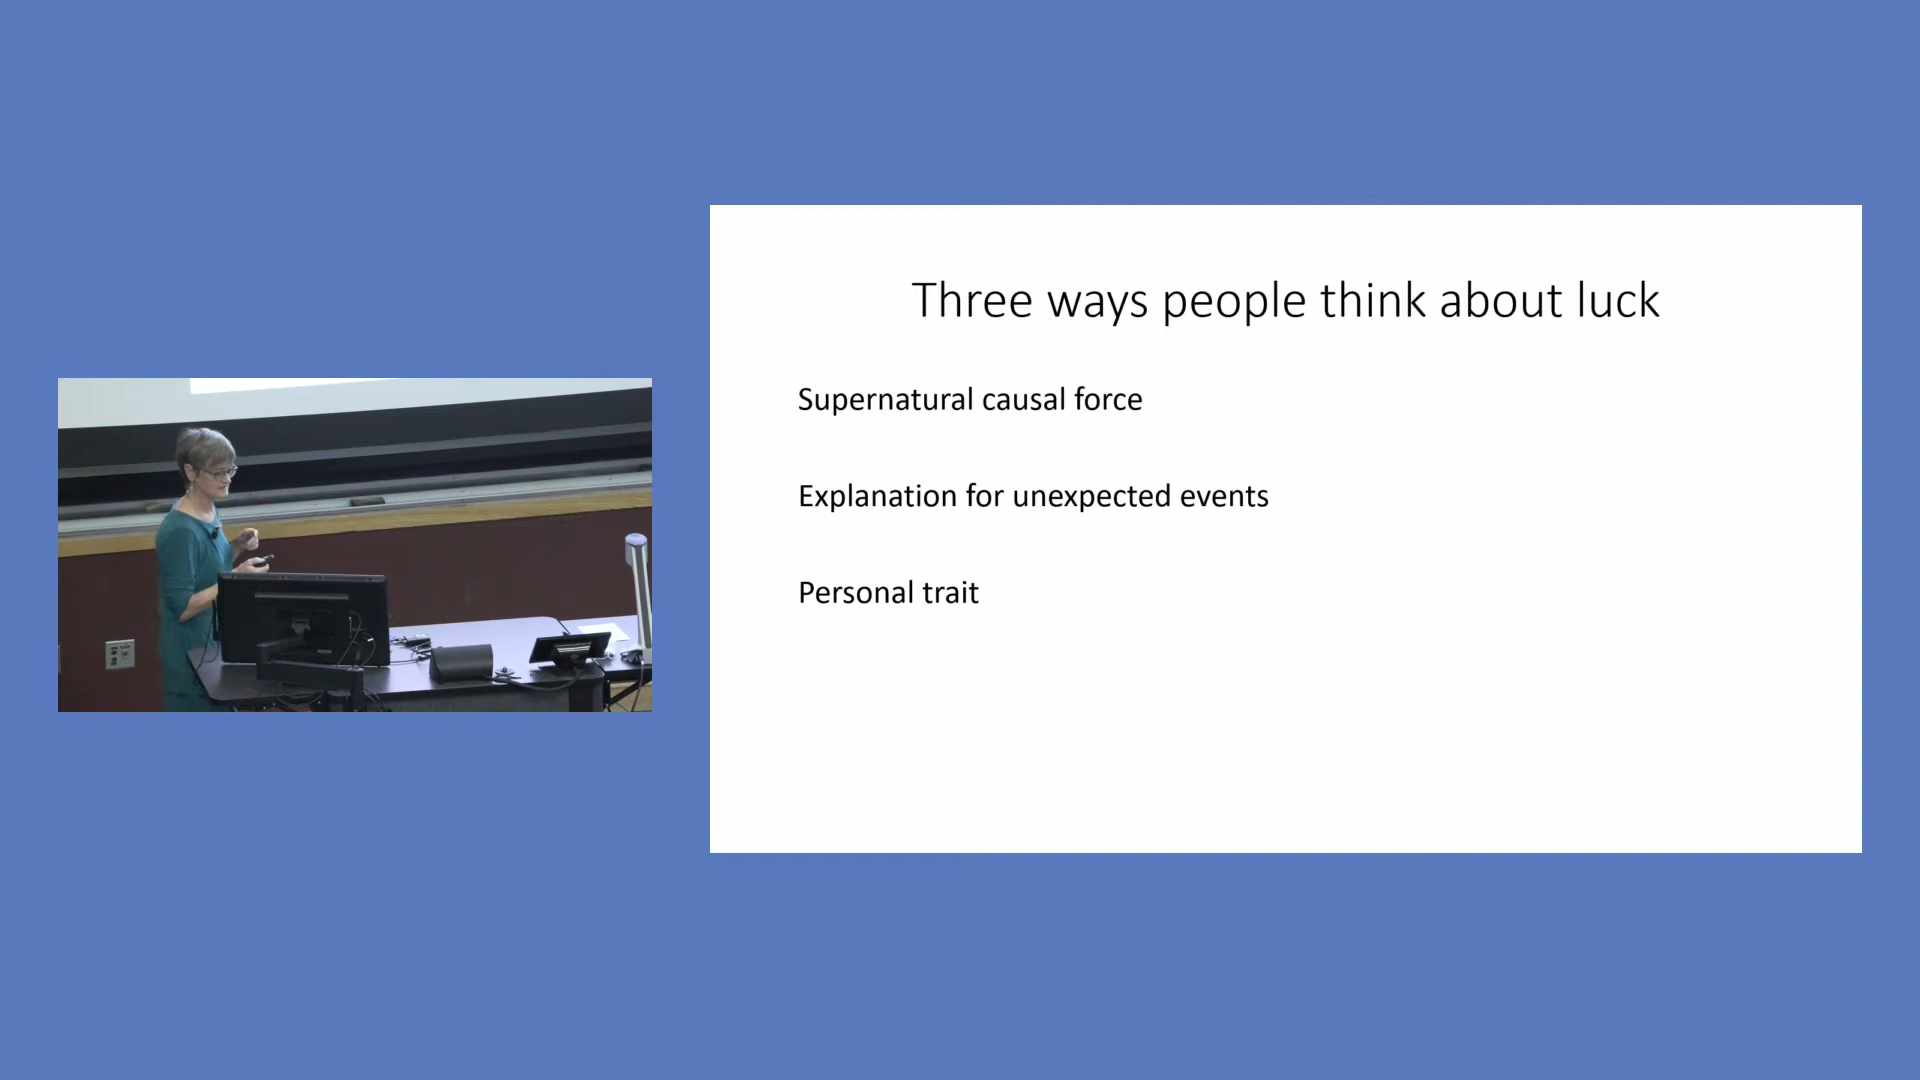 Three ways people think about luck
Supernatural causal force
Explanation for unexpected events
Personal trait